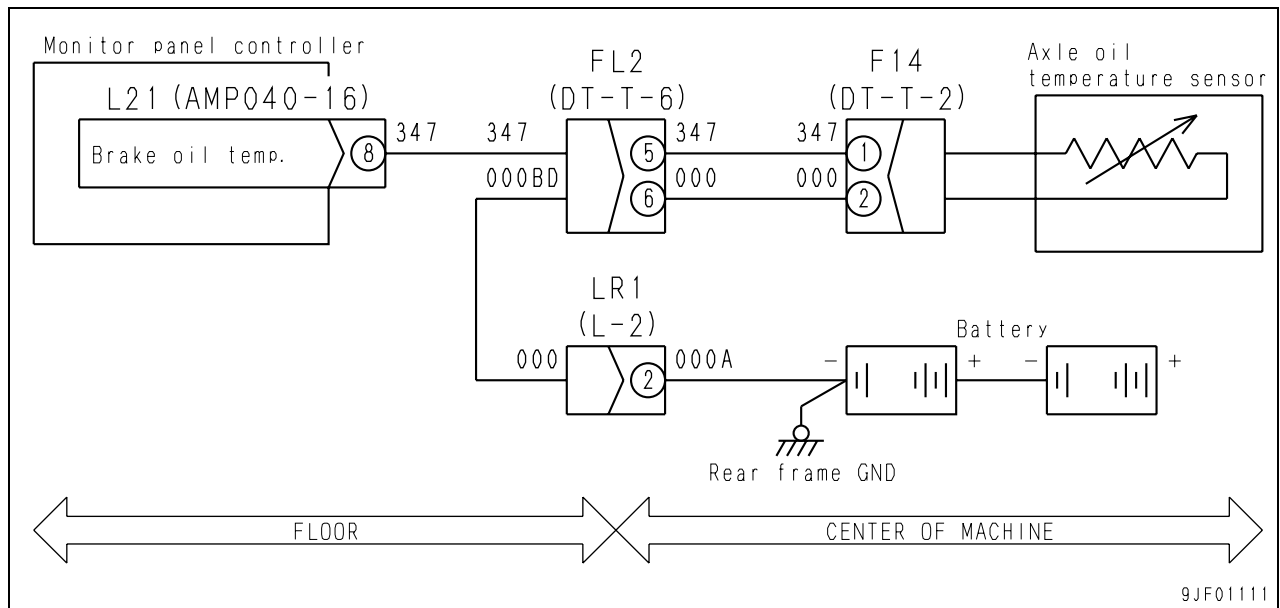 Monitor panel controller
L21 (AMP040-16)
Brake oil temp.
8
347
347
000BD
FL2
(DT-T-6)
5
6
347
000
347
000
F14
(DT-T-2)
1
2
Axle oil
temperature sensor
LR1
(L-2)
000
2
000A
Battery
-
+
-
+
Rear frame GND
FLOOR
CENTER OF MACHINE
9JF01111